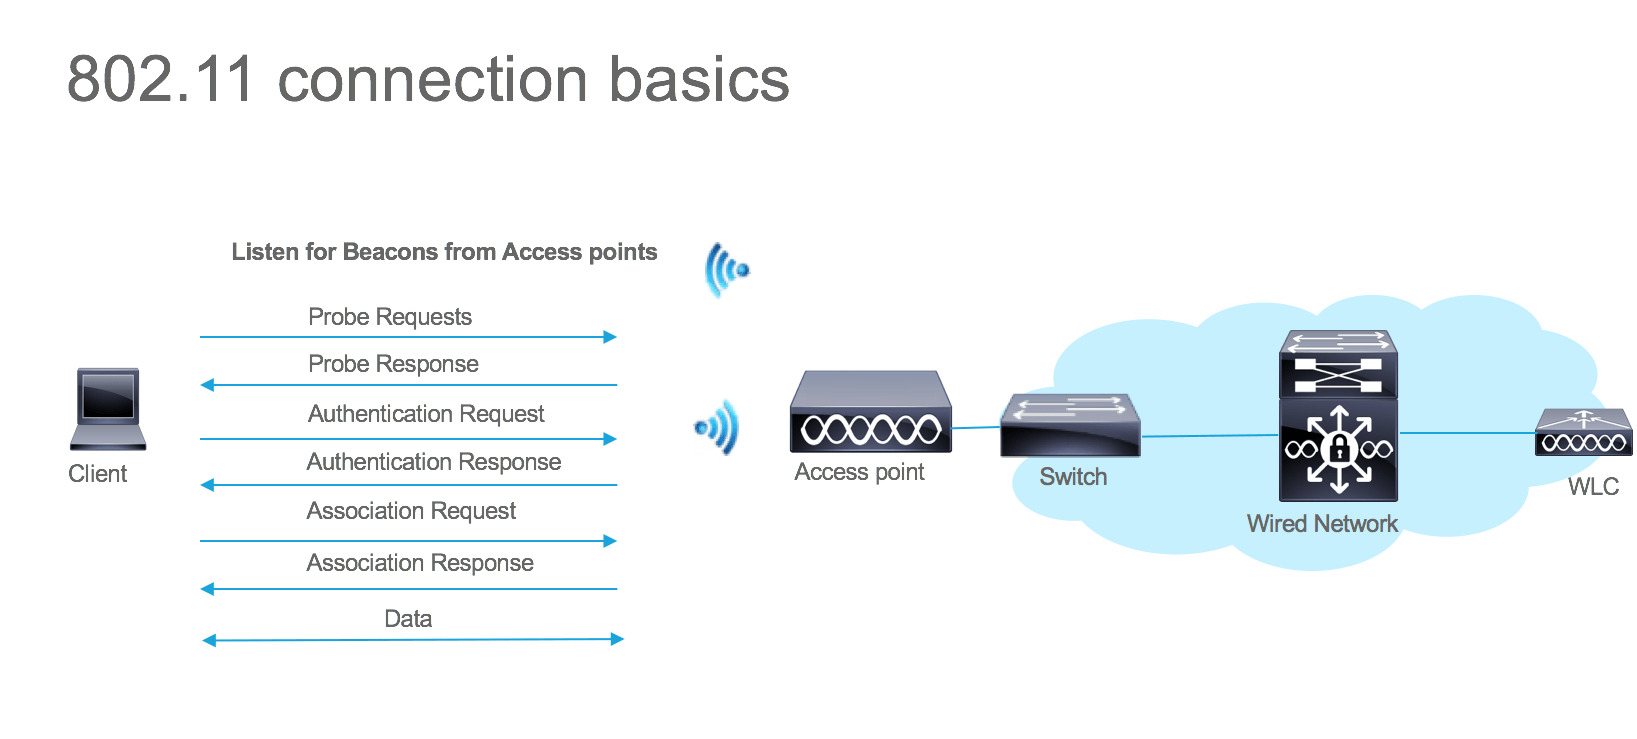 802.11 connection basics
Listen for Beacons from Access points
Probe Requests
Probe Response
Authentication Request
Authentication Response
Association Request
Association Response
Data
Client
Access point
Switch
Wired Network
WLC